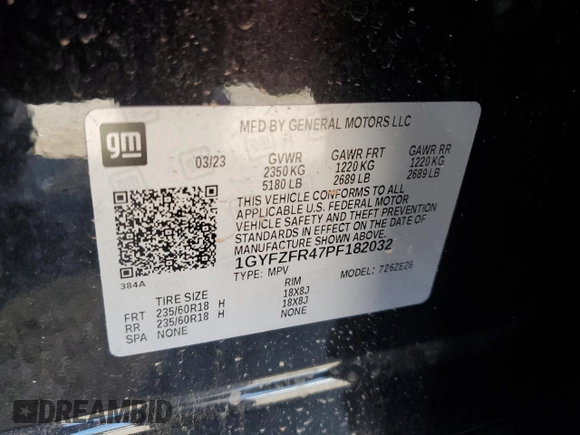 MFD BY GENERAL MOTORS LLC
gm
03/23 GVWR GAWR FRT GAWR RR
2350 KG 1220 KG 1220 KG
5180 LB 2689 LB 2689 LB
THIS VEHICLE CONFORMS TO ALL
APPLICABLE U.S. FEDERAL MOTOR
VEHICLE SAFETY AND THEFT PREVENTION
STANDARDS IN EFFECT ON THE DATE OF
MANUFACTURE SHOWN ABOVE.
1GYFZFR47PF182032
384A
TYPE: MPV MODEL: 7262E26
TIRE SIZE RIM
FRT 235/60R18 H 18X8J
RR 235/60R18 H 18X8J
SPA NONE NONE
DREAMBID.COM